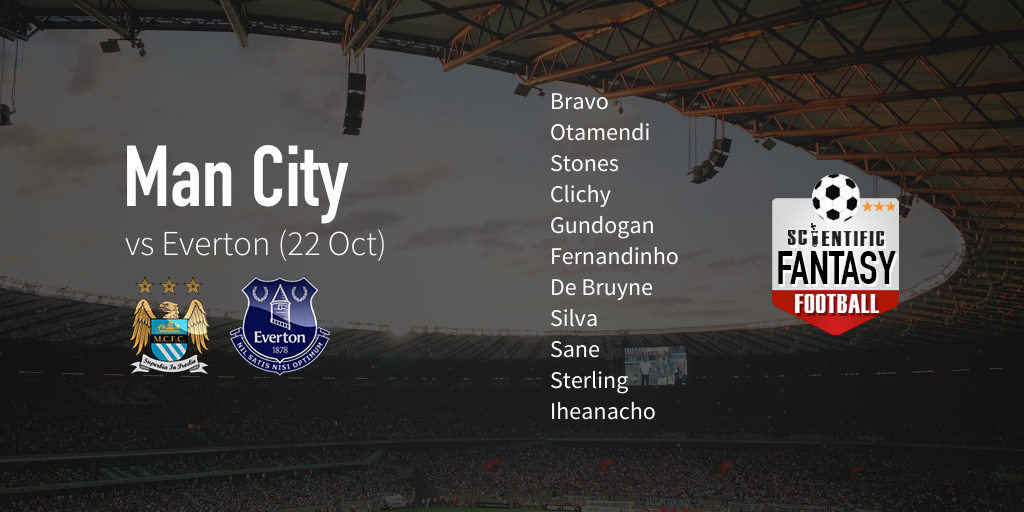 Man City
vs Everton (22 Oct)
M.C.F.C.
Superbia In Proelia
Everton
1878
NIL SATIS NISI OPTIMUM
Bravo
Otamendi
Stones
Clichy
Gundogan
Fernandinho
De Bruyne
Silva
Sane
Sterling
Iheanacho
SCIENTIFIC
FANTASY
FOOTBALL